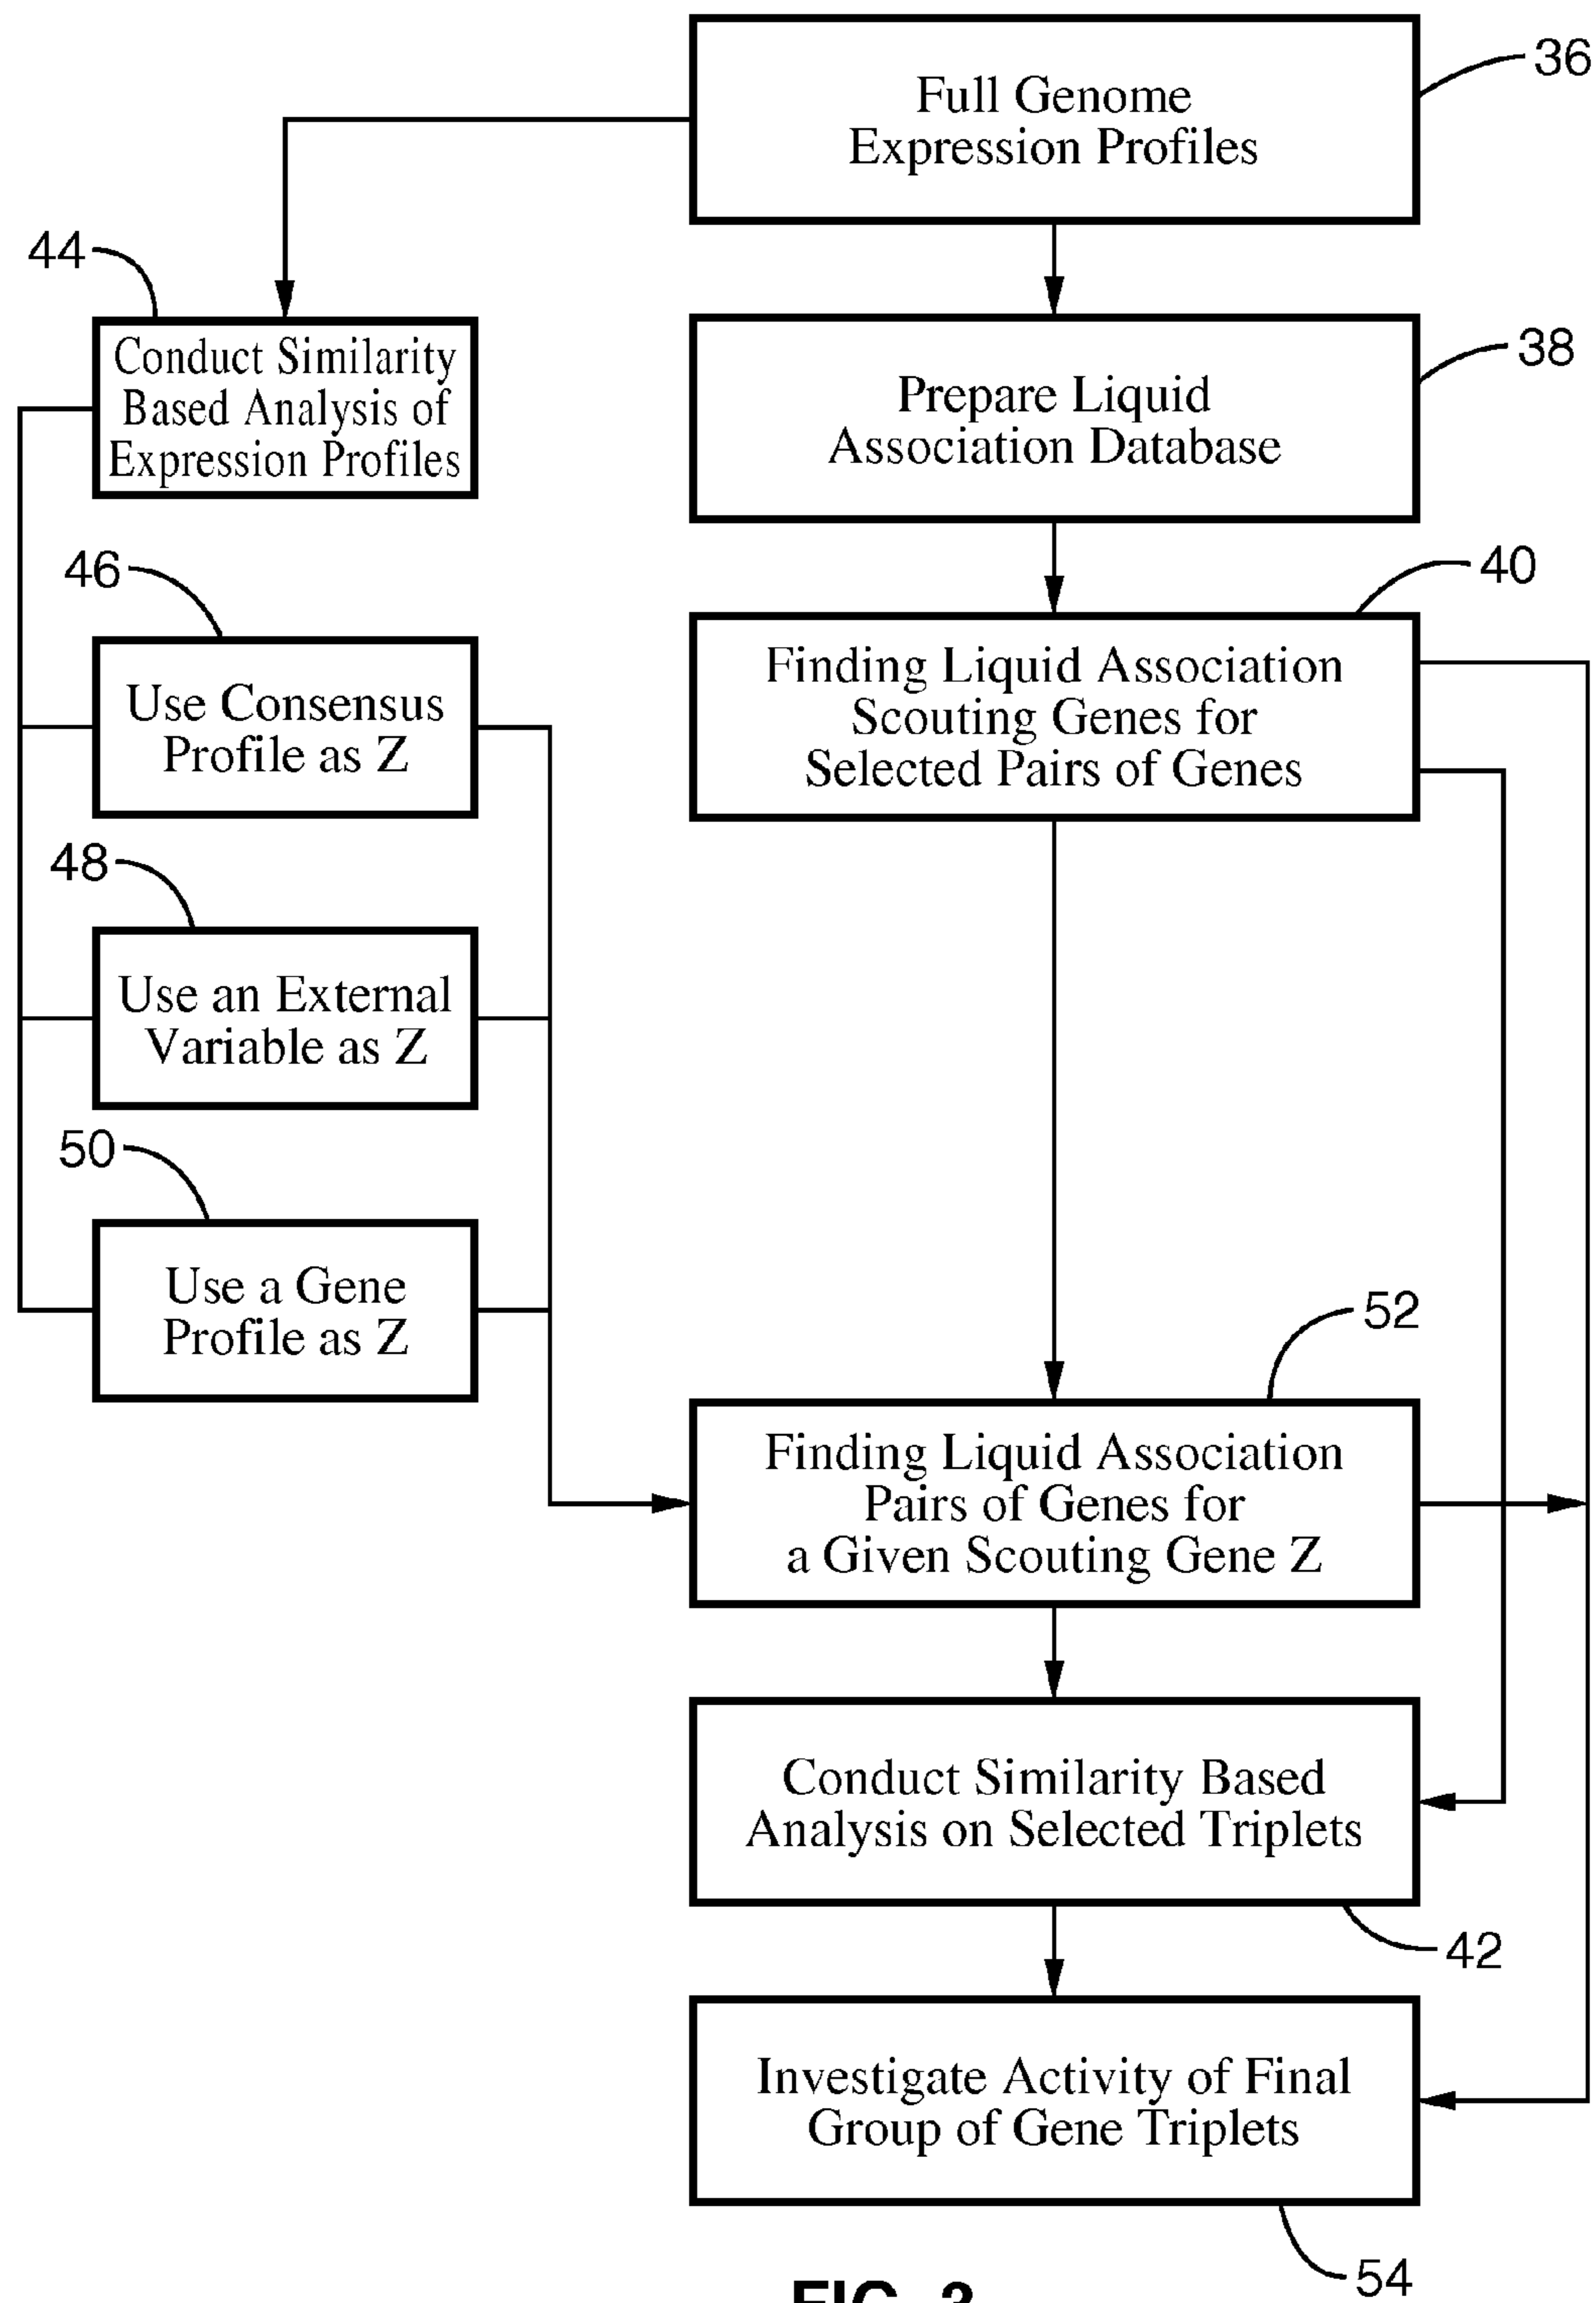 Full Genome
Expression Profiles
36
44
Conduct Similarity
Based Analysis of
Expression Profiles
Prepare Liquid
Association Database
38
46
Use Consensus
Profile as Z
40
Finding Liquid Association
Scouting Genes for
Selected Pairs of Genes
48
Use an External
Variable as Z
50
Use a Gene
Profile as Z
52
Finding Liquid Association
Pairs of Genes for
a Given Scouting Gene Z
Conduct Similarity Based
Analysis on Selected Triplets
42
Investigate Activity of Final
Group of Gene Triplets
54
FIG. 3